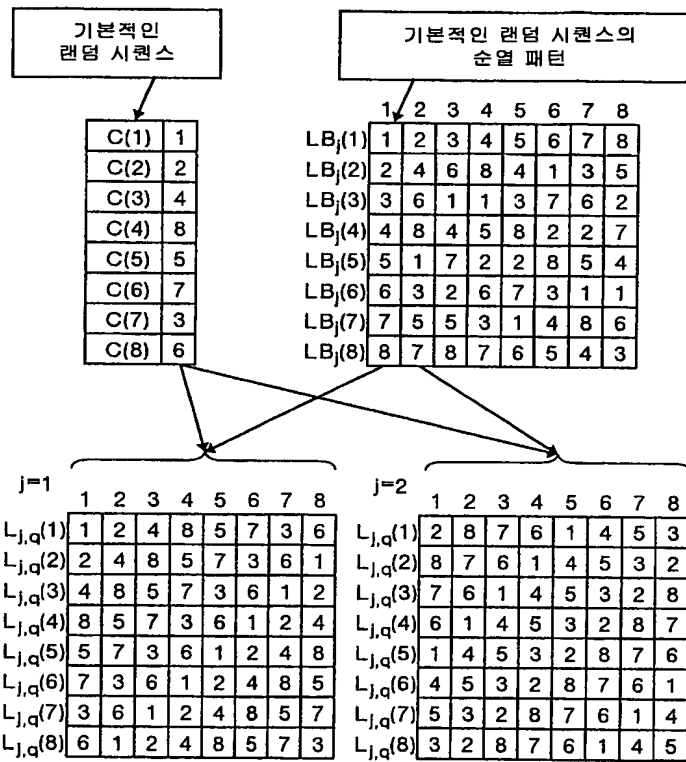 기본적인
랜덤 시퀀스
기본적인 랜덤 시퀀스의
순열 패턴
1 2 3 4 5 6 7 8
C(1) 1
C(2) 2
C(3) 4
C(4) 8
C(5) 5
C(6) 7
C(7) 3
C(8) 6
LBj(1) 1 2 3 4 5 6 7 8
LBj(2) 2 4 6 8 4 1 3 5
LBj(3) 3 6 1 1 3 7 6 2
LBj(4) 4 8 4 5 8 2 2 7
LBj(5) 5 1 7 2 2 8 5 4
LBj(6) 6 3 2 6 7 3 1 1
LBj(7) 7 5 5 3 1 4 8 6
LBj(8) 8 7 8 7 6 5 4 3
j=1
1 2 3 4 5 6 7 8
Lj,q(1) 1 2 4 8 5 7 3 6
Lj,q(2) 2 4 8 5 7 3 6 1
Lj,q(3) 4 8 5 7 3 6 1 2
Lj,q(4) 8 5 7 3 6 1 2 4
Lj,q(5) 5 7 3 6 1 2 4 8
Lj,q(6) 7 3 6 1 2 4 8 5
Lj,q(7) 3 6 1 2 4 8 5 7
Lj,q(8) 6 1 2 4 8 5 7 3
j=2
1 2 3 4 5 6 7 8
Lj,q(1) 2 8 7 6 1 4 5 3
Lj,q(2) 8 7 6 1 4 5 3 2
Lj,q(3) 7 6 1 4 5 3 2 8
Lj,q(4) 6 1 4 5 3 2 8 7
Lj,q(5) 1 4 5 3 2 8 7 6
Lj,q(6) 4 5 3 2 8 7 6 1
Lj,q(7) 5 3 2 8 7 6 1 4
Lj,q(8) 3 2 8 7 6 1 4 5